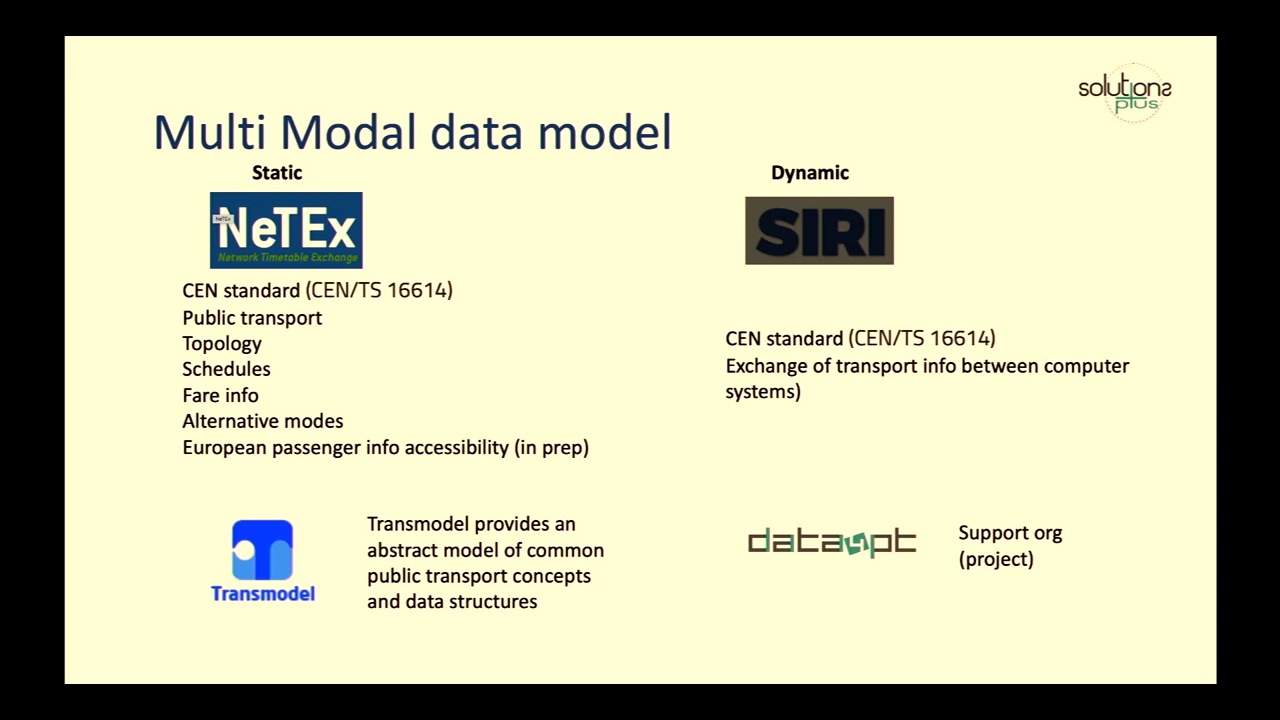 solutions
plus
Multi Modal data model
Static
NeTEx
NeTEx
Network Timetable Exchange
CEN standard (CEN/TS 16614)
Public transport
Topology
Schedules
Fare info
Alternative modes
European passenger info accessibility (in prep)
Dynamic
SIRI
CEN standard (CEN/TS 16614)
Exchange of transport info between computer
systems)
Transmodel
Transmodel provides an
abstract model of common
public transport concepts
and data structures
data4pt
Support org
(project)